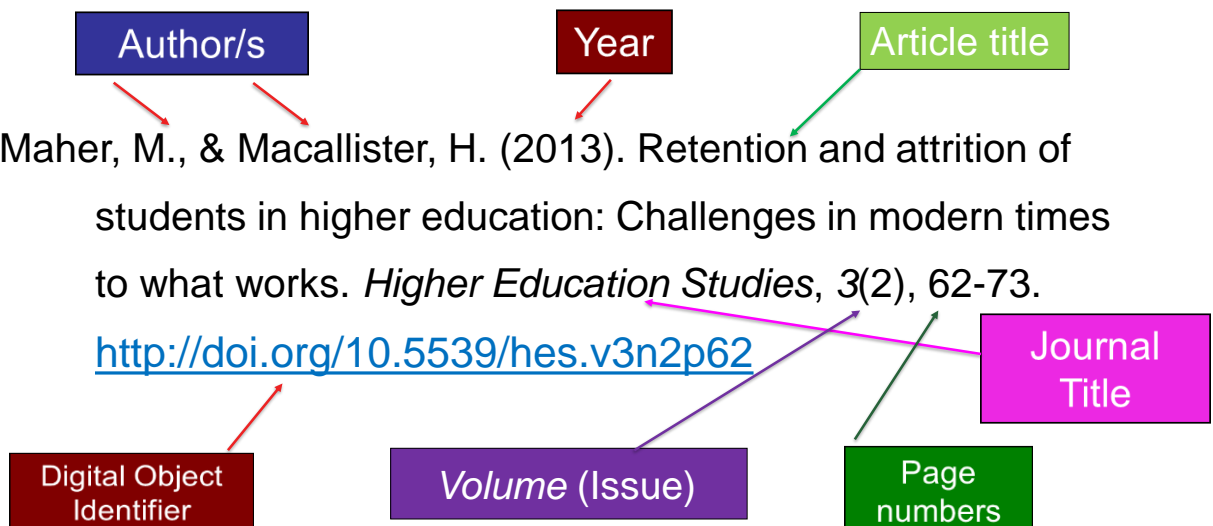 Author/s
Year
Article title
Maher, M., & Macallister, H. (2013). Retention and attrition of
students in higher education: Challenges in modern times
to what works. Higher Education Studies, 3(2), 62-73.
http://doi.org/10.5539/hes.v3n2p62
Journal
Title
Digital Object
Identifier
Volume (Issue)
Page
numbers